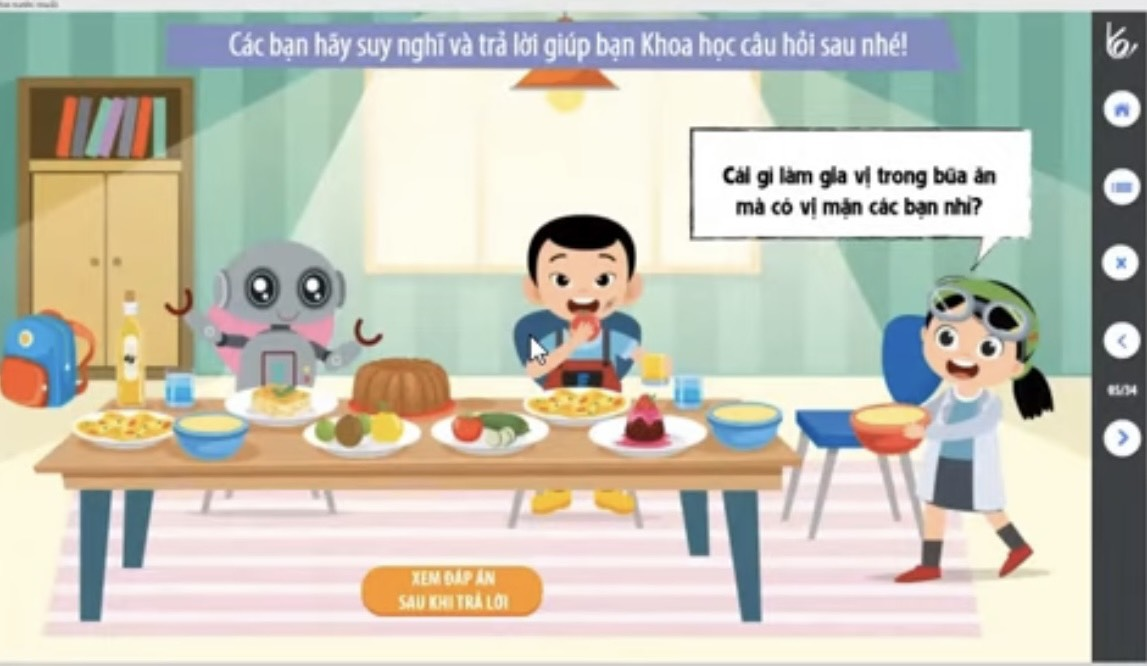 Các bạn hãy suy nghĩ và trả lời giúp bạn Khoa học câu hỏi sau nhé!
Cái gì làm gia vị trong bữa ăn
mà có vị mặn các bạn nhỉ?
05/34
XEM ĐÁP ÁN
SAU KHI TRẢ LỜI